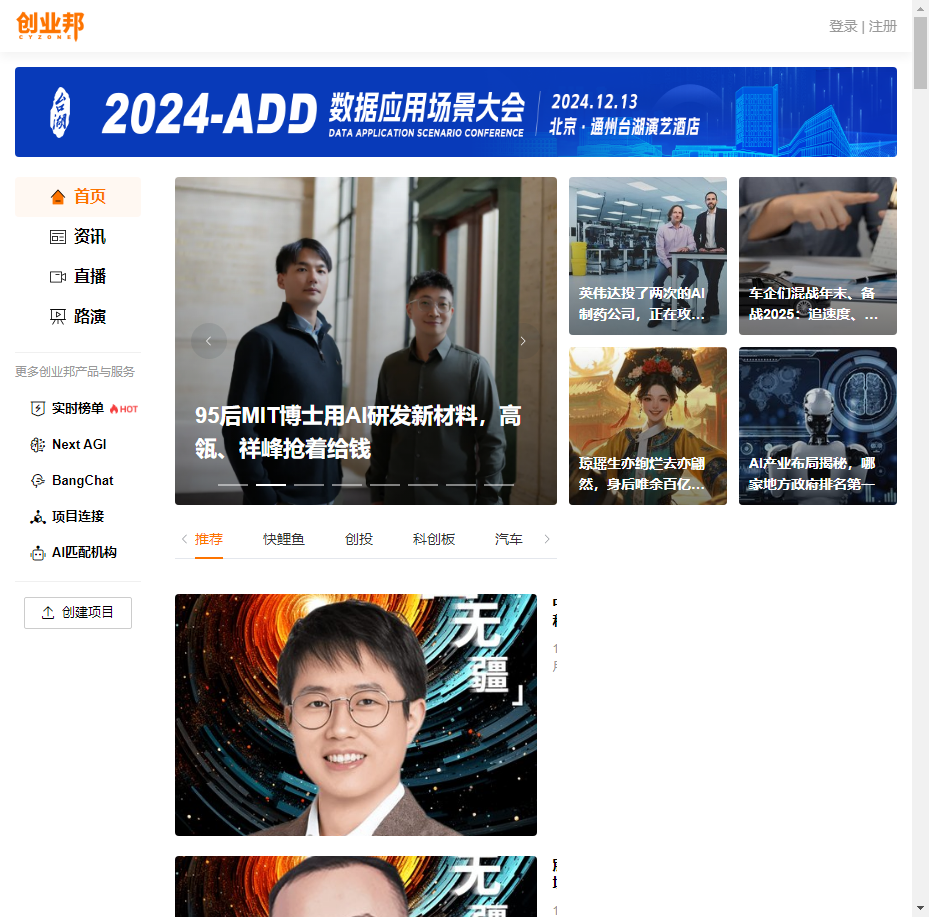 创业邦
CYZONE
登录 | 注册
台湖
2024-ADD
数据应用场景大会
DATA APPLICATION SCENARIO CONFERENCE
2024.12.13
北京·通州台湖演艺酒店
首页
资讯
直播
路演
更多创业邦产品与服务
实时榜单 HOT
Next AGI
BangChat
项目连接
AI匹配机构
创建项目
95后MIT博士用AI研发新材料，高
瓴、祥峰抢着给钱
英伟达投了两次的AI
制药公司，正在攻...
车企们混战年末、备
战2025：追速度、...
琼瑶生亦绚烂去亦翩
然，身后唯余百亿...
AI产业布局揭秘，哪
家地方政府排名第一
推荐
快鲤鱼
创投
科创板
汽车
无
疆
」
无
疆